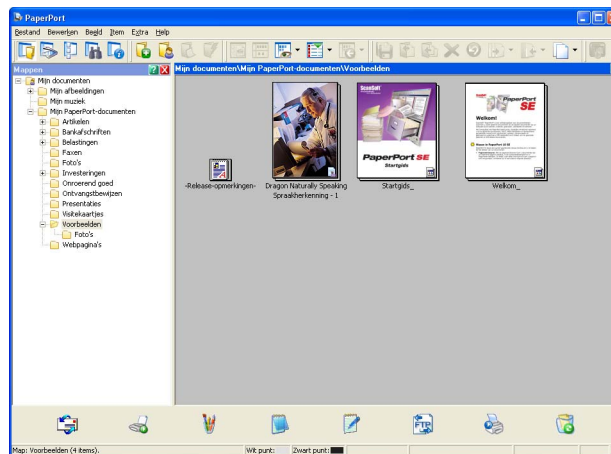 PaperPort
Bestand Bewerken Beeld Item Extra Help
Mappen
Mijn documenten\Mijn PaperPort-documenten\Voorbeelden
Mijn documenten
Mijn afbeeldingen
Mijn muziek
Mijn PaperPort-documenten
Artikelen
Bankafschriften
Belastingen
Faxen
Foto's
Investeringen
Onroerend goed
Ontvangstbewijzen
Presentaties
Visitekaartjes
Voorbeelden
Foto's
Webpagina's
ScanSoft
PaperPort SE
Startgids
PaperPort
SE
Welkom!
-Release-opmerkingen-
Dragon Naturally Speaking
Spraakherkenning - 1
Startgids_
Welkom_
FTP
Map: Voorbeelden (4 items).
Wit punt:
Zwart punt: